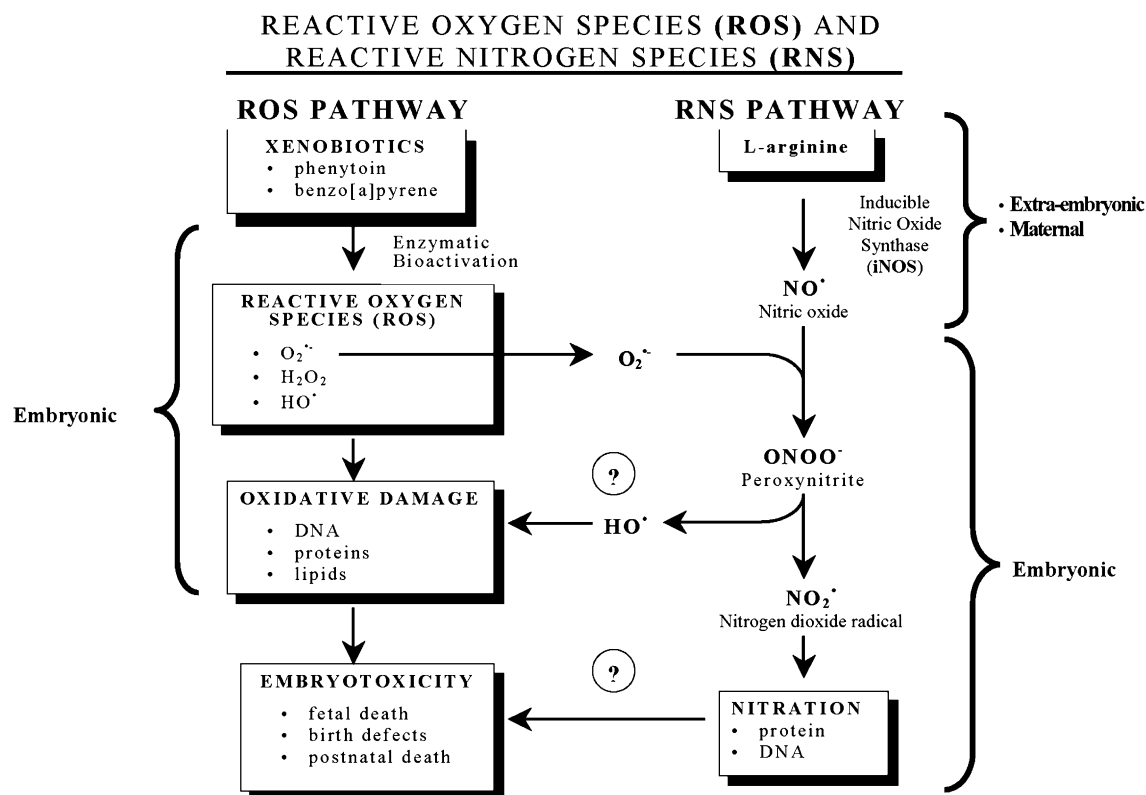 REACTIVE OXYGEN SPECIES (ROS) AND
REACTIVE NITROGEN SPECIES (RNS)
ROS PATHWAY
XENOBIOTICS
• phenytoin
• benzo[a]pyrene
Enzymatic
Bioactivation
REACTIVE OXYGEN
SPECIES (ROS)
• O₂•-
• H₂O₂
• HO•
Embryonic
OXIDATIVE DAMAGE
• DNA
• proteins
• lipids
EMBRYOTOXICITY
• fetal death
• birth defects
• postnatal death
O₂•-
?
HO•
?
RNS PATHWAY
L-arginine
Inducible
Nitric Oxide
Synthase
(iNOS)
NO•
Nitric oxide
ONOO⁻
Peroxynitrite
NO₂•
Nitrogen dioxide radical
NITRATION
• protein
• DNA
• Extra-embryonic
• Maternal
Embryonic